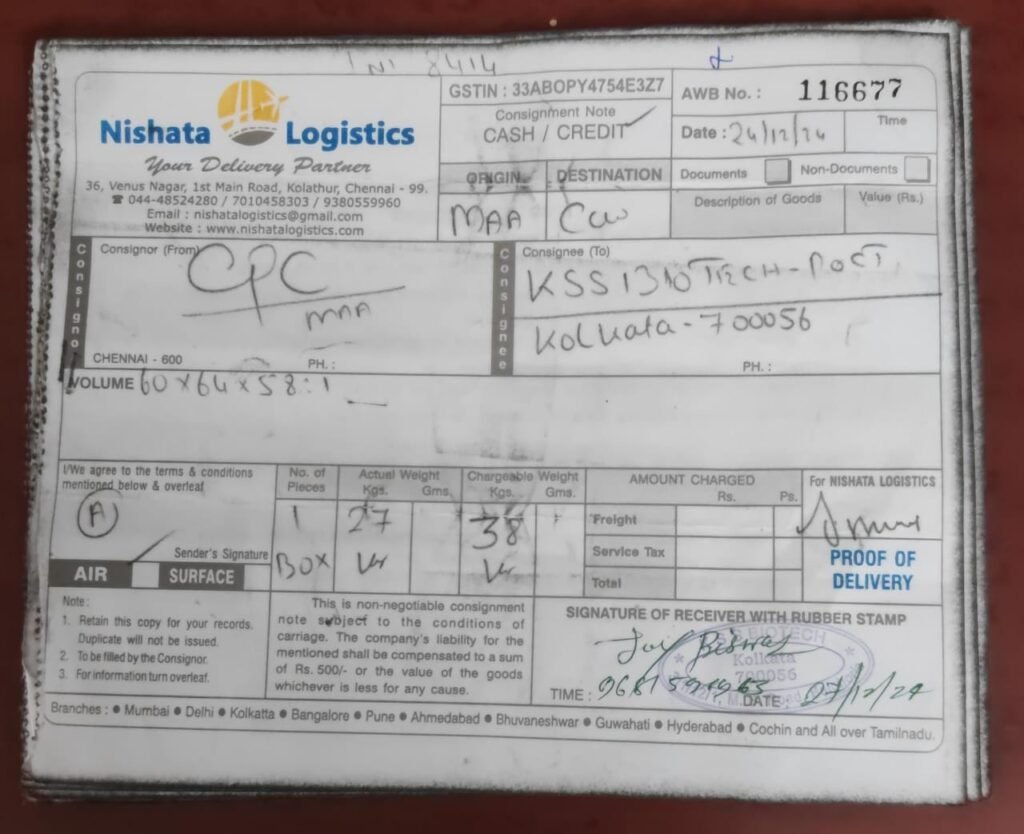 8414
Nishata Logistics
Your Delivery Partner
36, Venus Nagar, 1st Main Road, Kolathur, Chennai - 99.
☎ 044-48524280 / 7010458303 / 9380559960
Email : nishatalogistics@gmail.com
Website : www.nishatalogistics.com
GSTIN : 33ABOPY4754E3Z7
Consignment Note
CASH / CREDIT ✓
ORIGIN DESTINATION
MAA CCU
AWB No. : 116677
Date : 24/12/24 Time
Documents Non-Documents
Description of Goods Value (Rs.)
Consignor
Consignor (From)
CPC
MAA
CHENNAI - 600 PH. :
Consignee
Consignee (To)
KSS
Kolkata - 700056
PH. :
VOLUME 60 x 64 x 58 : 1
I/We agree to the terms & conditions
mentioned below & overleaf
A
Sender's Signature
AIR SURFACE
No. of Pieces Actual Weight Kgs. Gms. Chargeable Weight Kgs. Gms.
1 27 38
BOX
AMOUNT CHARGED
Rs. Ps.
Freight
Service Tax
Total
For NISHATA LOGISTICS
PROOF OF
DELIVERY
Note :
1. Retain this copy for your records.
Duplicate will not be issued.
2. To be filled by the Consignor.
3. For information turn overleaf.
This is non-negotiable consignment
note subject to the conditions of
carriage. The company's liability for the
mentioned shall be compensated to a sum
of Rs. 500/- or the value of the goods
whichever is less for any cause.
SIGNATURE OF RECEIVER WITH RUBBER STAMP
Biswas
BIOTECH
Kolkata
700056
TIME : DATE : 27/12/24
Branches : ● Mumbai ● Delhi ● Kolkatta ● Bangalore ● Pune ● Ahmedabad ● Bhuvaneshwar ● Guwahati ● Hyderabad ● Cochin and All over Tamilnadu.